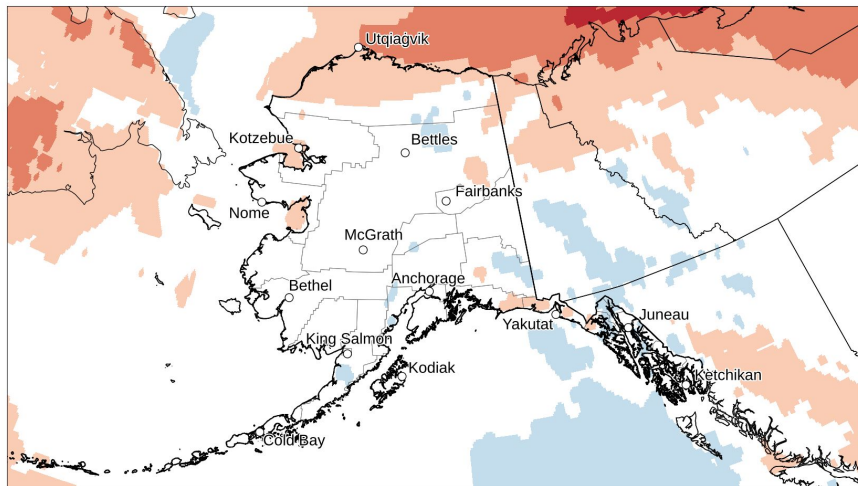 Utqiaġvik
Kotzebue
Bettles
Fairbanks
Nome
McGrath
Anchorage
Bethel
Yakutat
Juneau
King Salmon
Kodiak
Ketchikan
Cold Bay